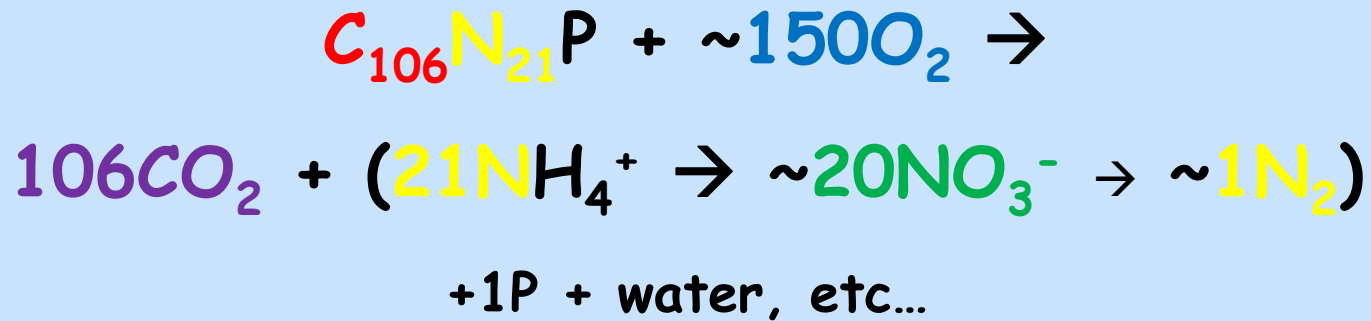 C₁₀₆N₂₁P + ~150O₂ →
106CO₂ + (21NH₄⁺ → ~20NO₃⁻ → ~1N₂)
+1P + water, etc…